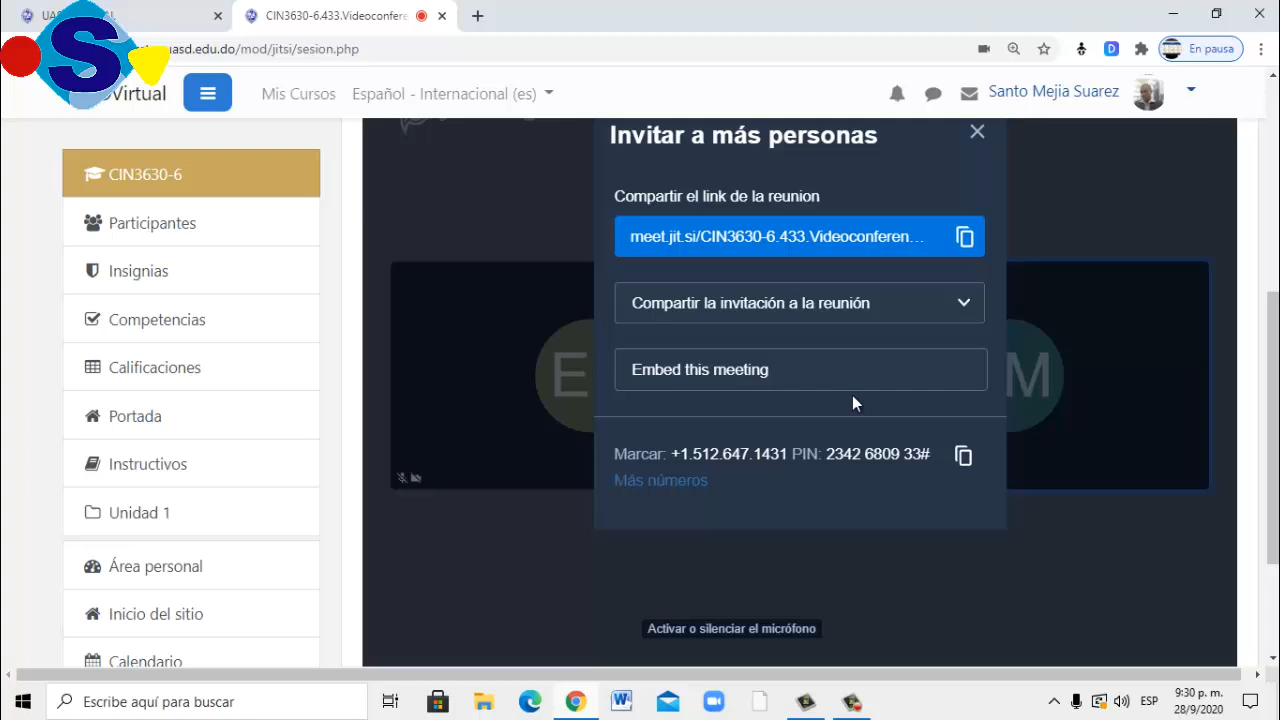 CIN3630-6.433.Videoconfere
uasd.edu.do/mod/jitsi/sesion.php
En pausa
S
Virtual
Mis Cursos
Español - Internacional (es)
Santo Mejia Suarez
CIN3630-6
Participantes
Insignias
Competencias
Calificaciones
Portada
Instructivos
Unidad 1
Área personal
Inicio del sitio
Calendario
Invitar a más personas
Compartir el link de la reunion
meet.jit.si/CIN3630-6.433.Videoconferen...
Compartir la invitación a la reunión
Embed this meeting
Marcar: +1.512.647.1431 PIN: 2342 6809 33#
Más números
E
M
Activar o silenciar el micrófono
Escribe aquí para buscar
ESP
9:30 p. m.
28/9/2020